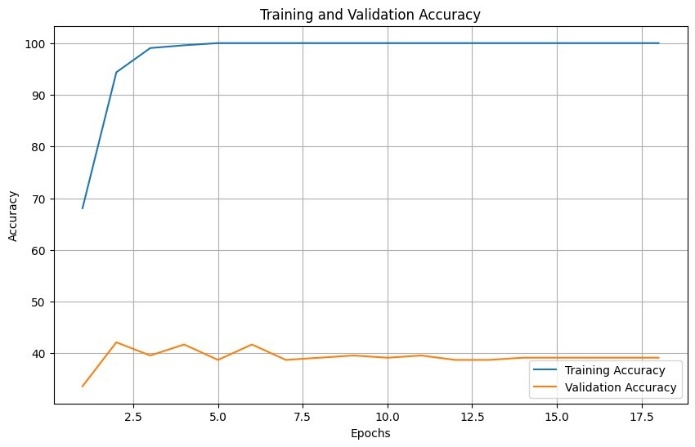 Training and Validation Accuracy
100
90
80
70
60
50
40
Accuracy
2.5 5.0 7.5 10.0 12.5 15.0 17.5
Epochs
Training Accuracy
Validation Accuracy